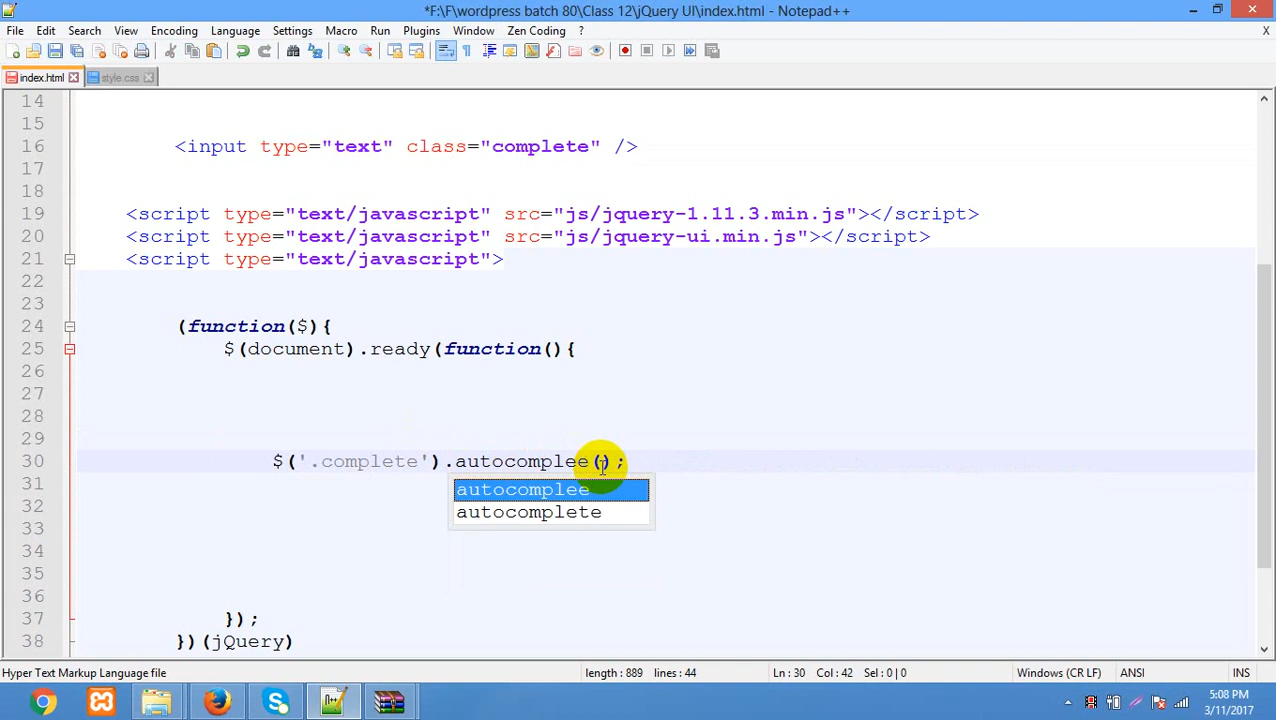 *F:\F\wordpress batch 80\Class 12\jQuery UI\index.html - Notepad++
File Edit Search View Encoding Language Settings Macro Run Plugins Window Zen Coding ? X
index.html style.css
14
15
16 <input type="text" class="complete" />
17
18
19 <script type="text/javascript" src="js/jquery-1.11.3.min.js"></script>
20 <script type="text/javascript" src="js/jquery-ui.min.js"></script>
21 <script type="text/javascript">
22
23
24 (function($){
25 $(document).ready(function(){
26
27
28
29
30 $('.complete').autocomplee();
31 autocomplee
32 autocomplete
33
34
35
36
37 });
38 })(jQuery)
Hyper Text Markup Language file length : 889 lines : 44 Ln : 30 Col : 42 Sel : 0 | 0 Windows (CR LF) ANSI INS
5:08 PM
3/11/2017